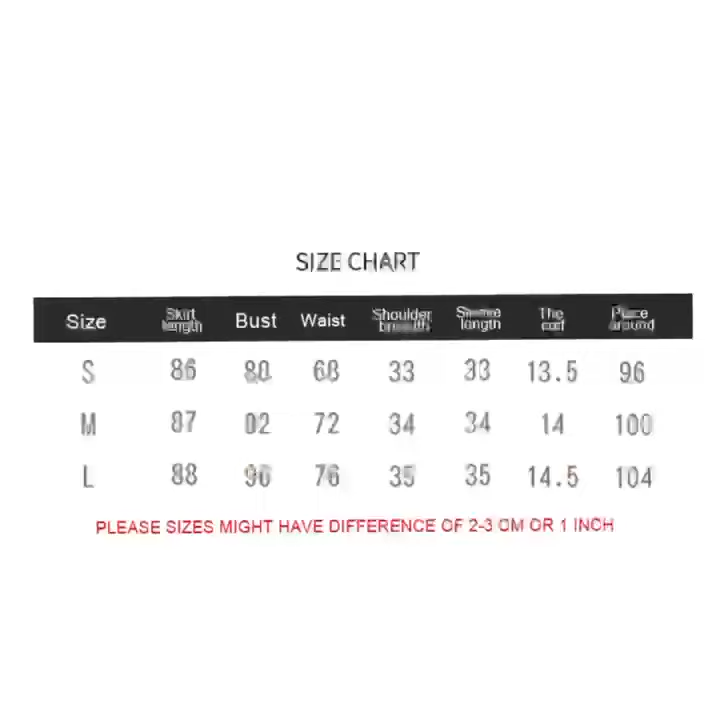 SIZE CHART
Size Skirt length Bust Waist Shoulder breadth Sleeve length The cuff Place around
S 86 80 68 33 33 13.5 96
M 87 02 72 34 34 14 100
L 88 96 76 35 35 14.5 104
PLEASE SIZES MIGHT HAVE DIFFERENCE OF 2-3 CM OR 1 INCH